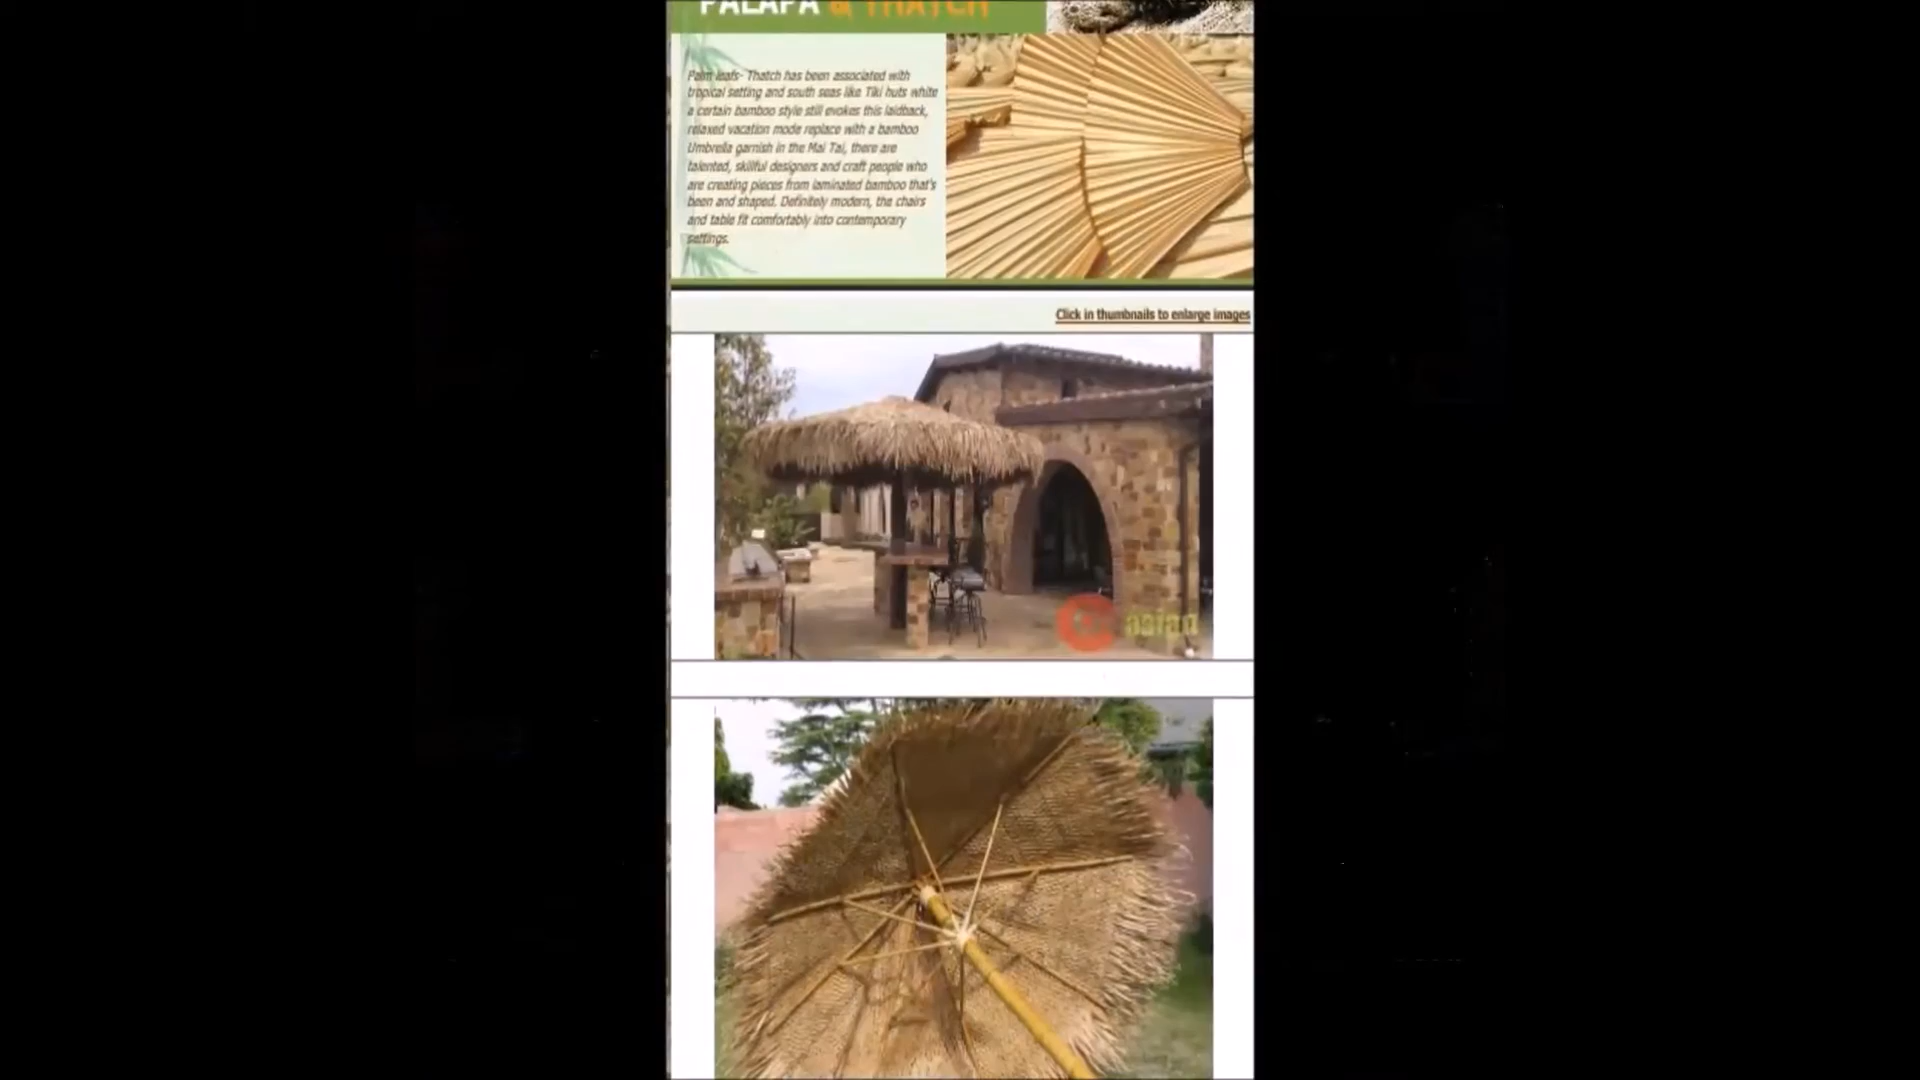 PALAPA & THATCH
Palm leafs- Thatch has been associated with
tropical setting and south seas like Tiki huts white
a certain bamboo style still evokes this laidback,
relaxed vacation mode replace with a bamboo
Umbrella garnish in the Mai Tai, there are
talented, skillful designers and craft people who
are creating pieces from laminated bamboo that's
been and shaped. Definitely modern, the chairs
and table fit comfortably into contemporary
settings.
Click in thumbnails to enlarge images